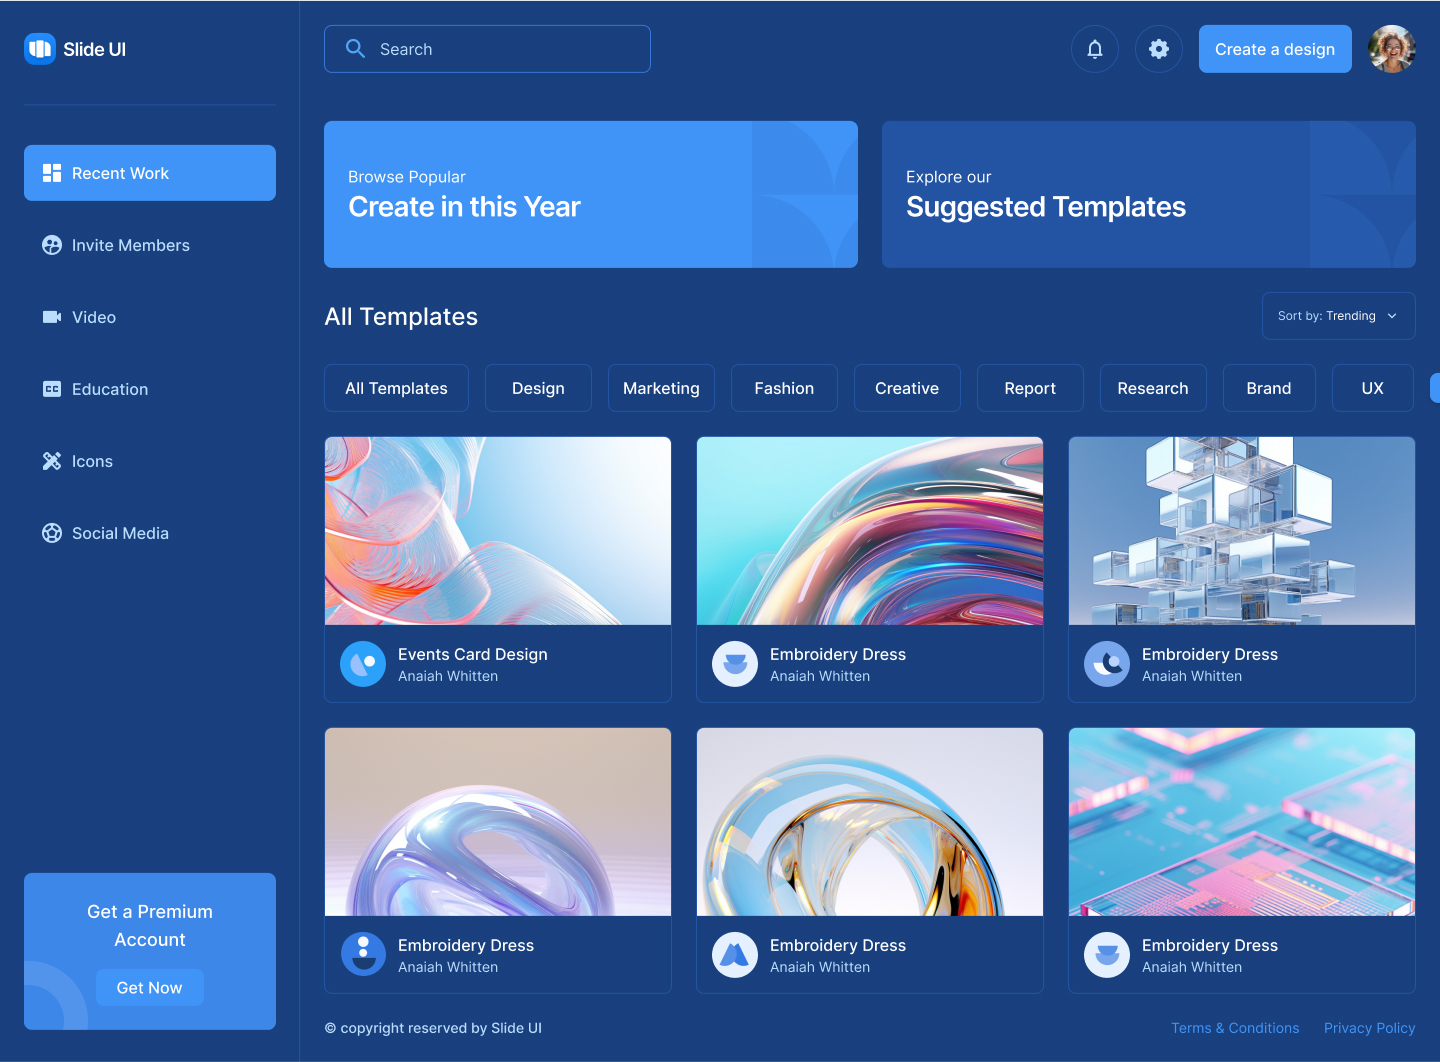 Slide UI
Search
Create a design
Recent Work
Invite Members
Video
CC
Education
Icons
Social Media
Get a Premium
Account
Get Now
Browse Popular
Create in this Year
Explore our
Suggested Templates
All Templates
Sort by: Trending
All Templates
Design
Marketing
Fashion
Creative
Report
Research
Brand
UX
Events Card Design
Anaiah Whitten
Embroidery Dress
Anaiah Whitten
Embroidery Dress
Anaiah Whitten
Embroidery Dress
Anaiah Whitten
Embroidery Dress
Anaiah Whitten
Embroidery Dress
Anaiah Whitten
© copyright reserved by Slide UI
Terms & Conditions
Privacy Policy